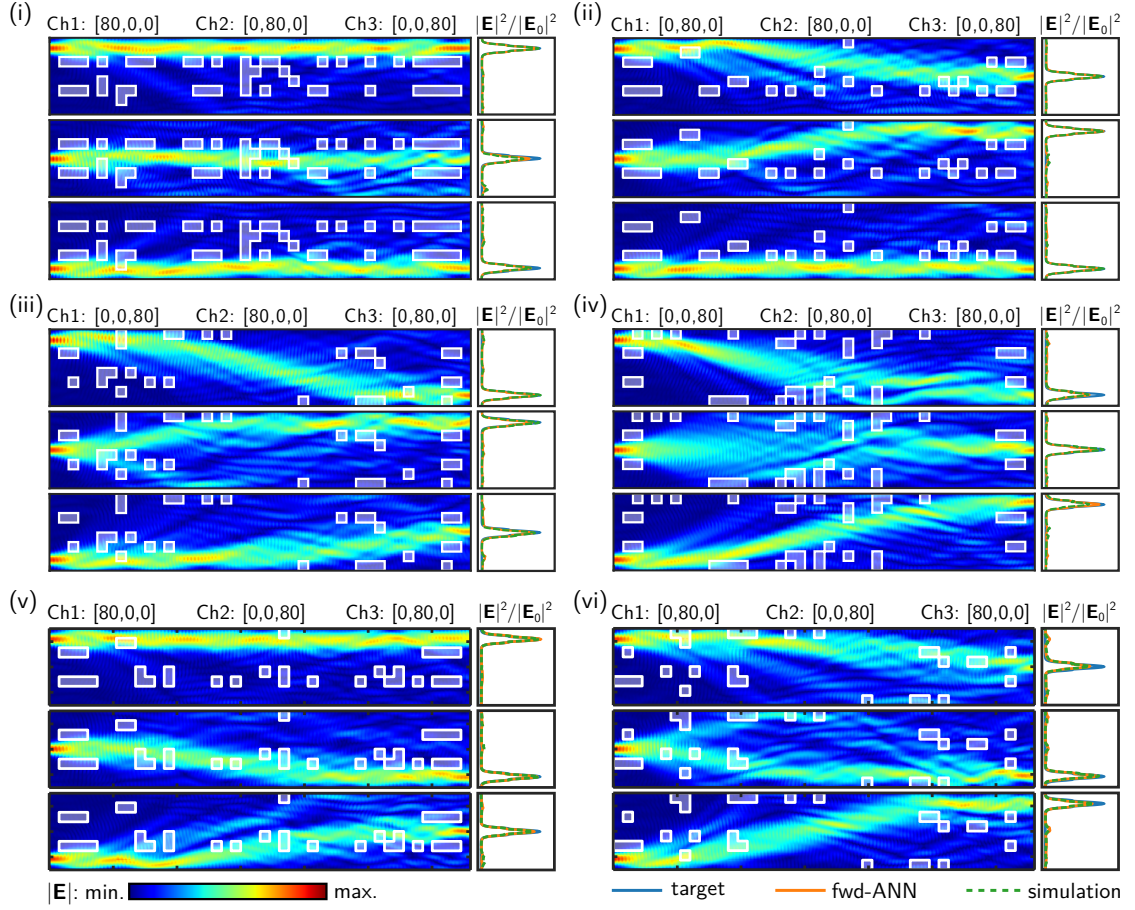 (i) Ch1: [80,0,0] Ch2: [0,80,0] Ch3: [0,0,80] |E|²/|E₀|²
(ii) Ch1: [0,80,0] Ch2: [80,0,0] Ch3: [0,0,80] |E|²/|E₀|²
(iii) Ch1: [0,0,80] Ch2: [80,0,0] Ch3: [0,80,0] |E|²/|E₀|²
(iv) Ch1: [0,0,80] Ch2: [0,80,0] Ch3: [80,0,0] |E|²/|E₀|²
(v) Ch1: [80,0,0] Ch2: [0,0,80] Ch3: [0,80,0] |E|²/|E₀|²
(vi) Ch1: [0,80,0] Ch2: [0,0,80] Ch3: [80,0,0] |E|²/|E₀|²
|E|: min. max.
target fwd-ANN simulation